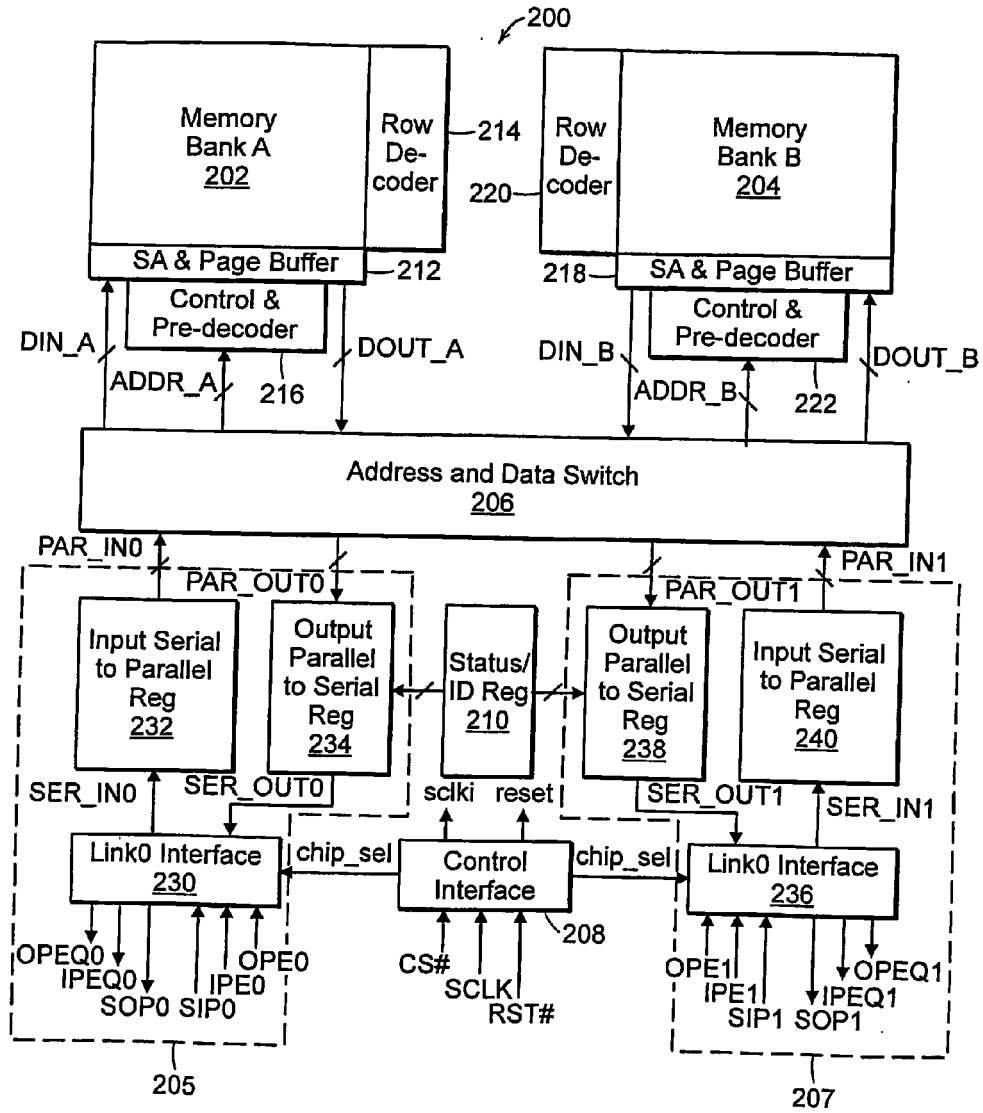 200
Memory
Bank A
202
Row
De-
coder
214
220
Row
De-
coder
Memory
Bank B
204
SA & Page Buffer
212
218
SA & Page Buffer
Control &
Pre-decoder
Control &
Pre-decoder
DIN_A
ADDR_A
216
DOUT_A
DIN_B
ADDR_B
222
DOUT_B
Address and Data Switch
206
PAR_IN0
PAR_OUT0
PAR_OUT1
PAR_IN1
Input Serial
to Parallel
Reg
232
Output
Parallel
to Serial
Reg
234
Status/
ID Reg
210
Output
Parallel
to Serial
Reg
238
Input Serial
to Parallel
Reg
240
SER_IN0
SER_OUT0
sclki
reset
SER_OUT1
SER_IN1
Link0 Interface
230
chip_sel
Control
Interface
208
chip_sel
Link0 Interface
236
OPEQ0
IPEQ0
SOP0
SIP0
IPE0
OPE0
CS#
SCLK
RST#
OPE1
IPE1
SIP1
SOP1
IPEQ1
OPEQ1
205
207